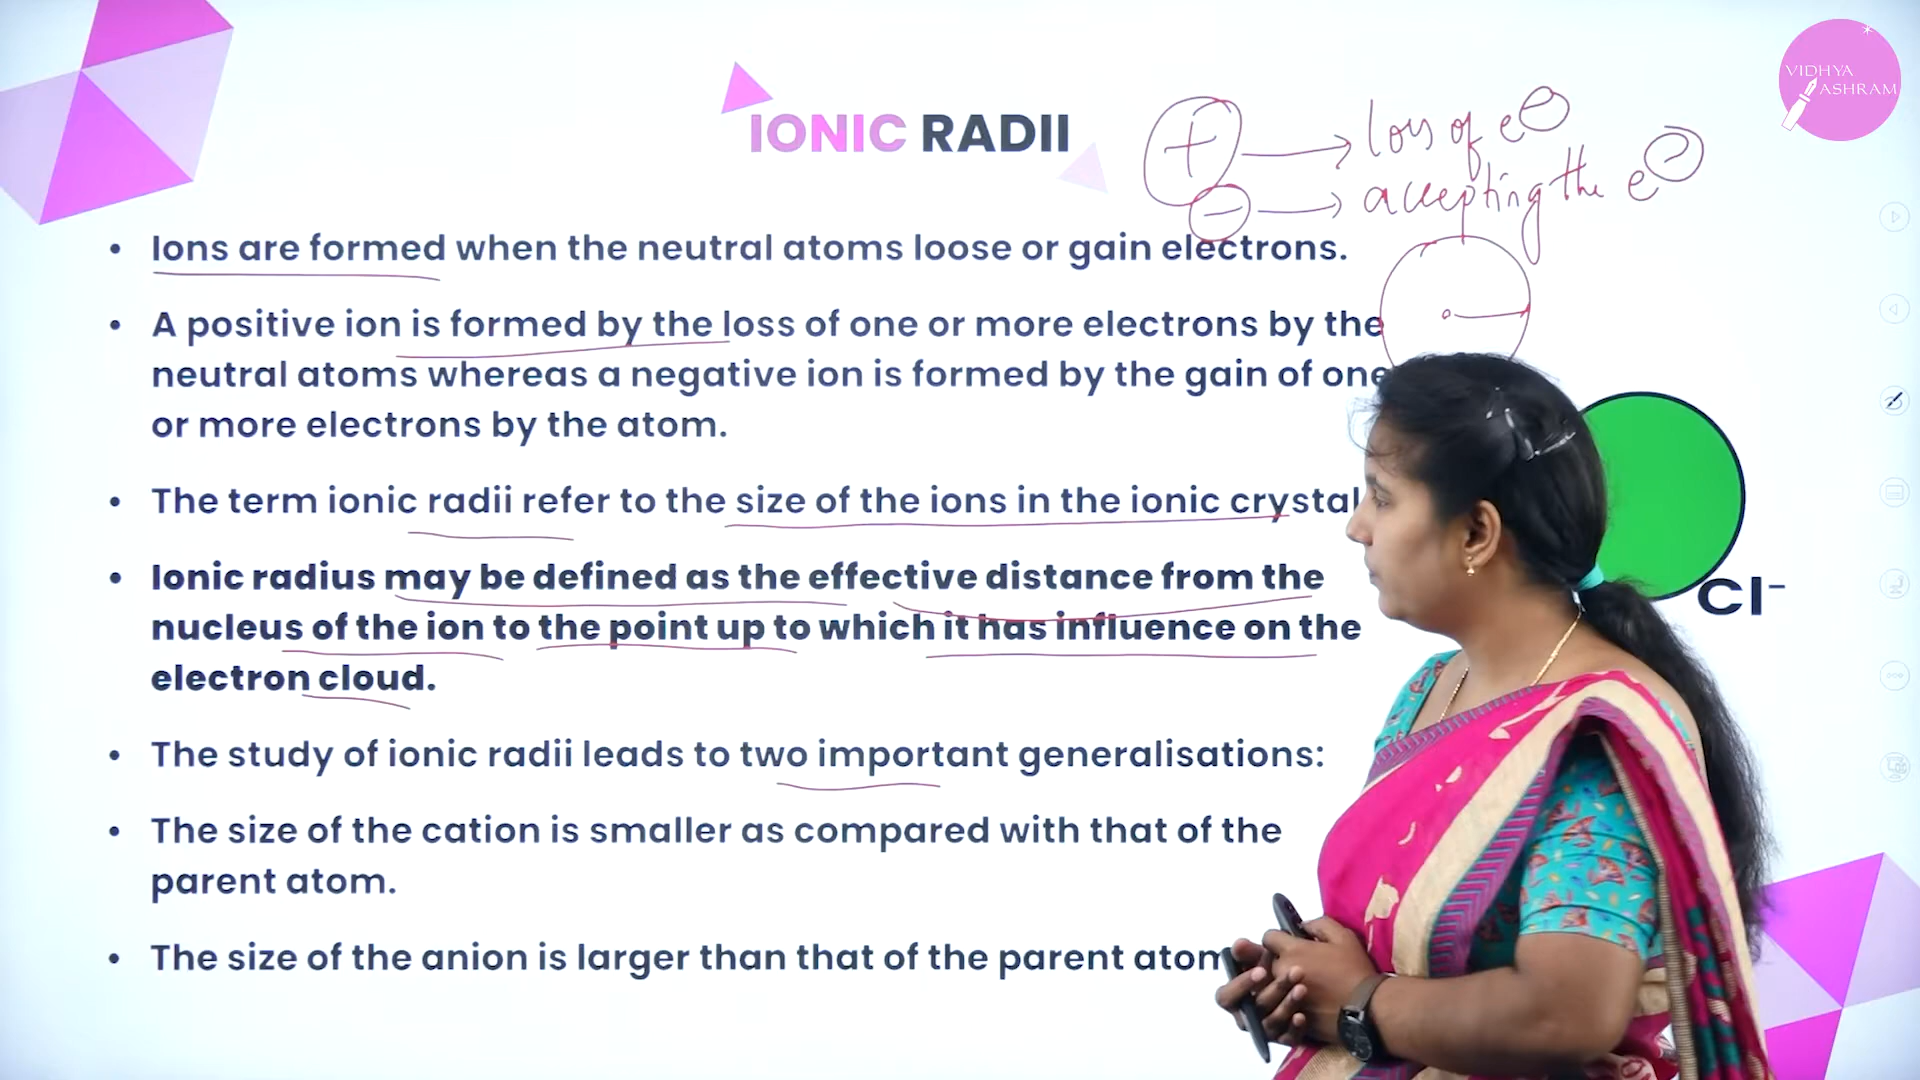 VIDHYA
ASHRAM
IONIC RADII
+ → loss of e⊖
− → accepting the e⊖
• Ions are formed when the neutral atoms loose or gain electrons.
• A positive ion is formed by the loss of one or more electrons by the
neutral atoms whereas a negative ion is formed by the gain of one
or more electrons by the atom.
• The term ionic radii refer to the size of the ions in the ionic crystal
• Ionic radius may be defined as the effective distance from the
nucleus of the ion to the point up to which it has influence on the
electron cloud.
Cl⁻
• The study of ionic radii leads to two important generalisations:
• The size of the cation is smaller as compared with that of the
parent atom.
• The size of the anion is larger than that of the parent atom